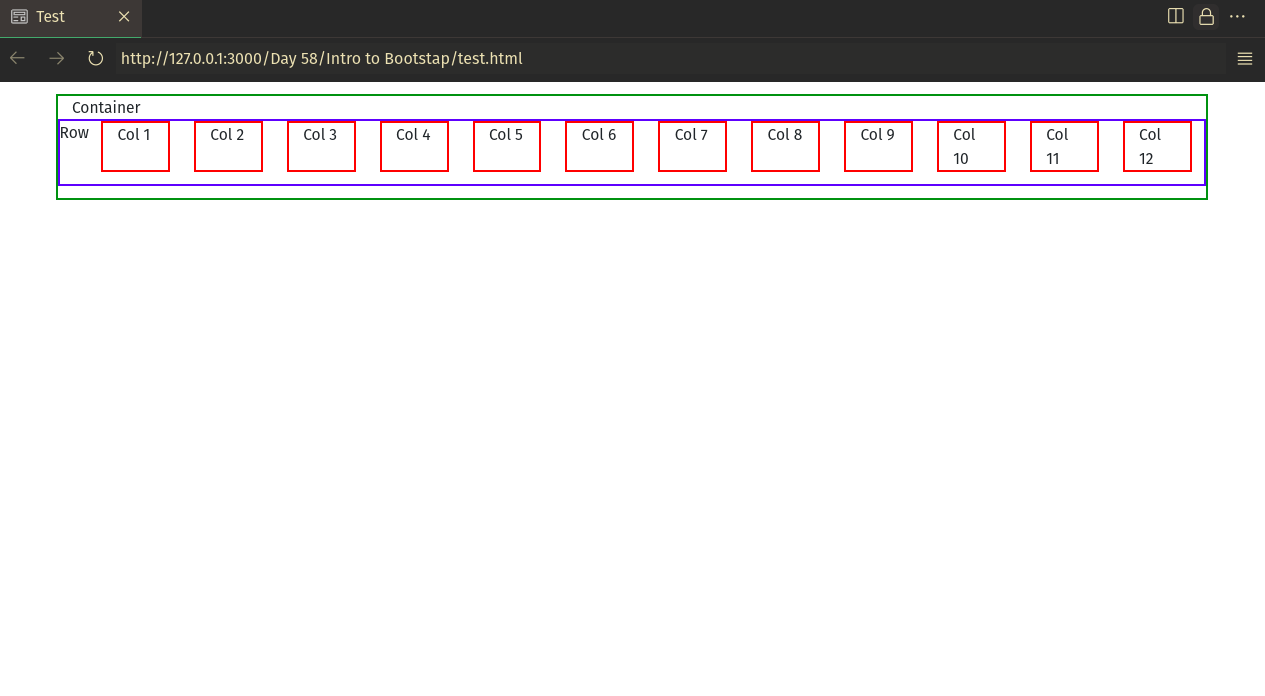 Test
http://127.0.0.1:3000/Day 58/Intro to Bootstap/test.html
Container
Row Col 1 Col 2 Col 3 Col 4 Col 5 Col 6 Col 7 Col 8 Col 9 Col Col Col
10 11 12